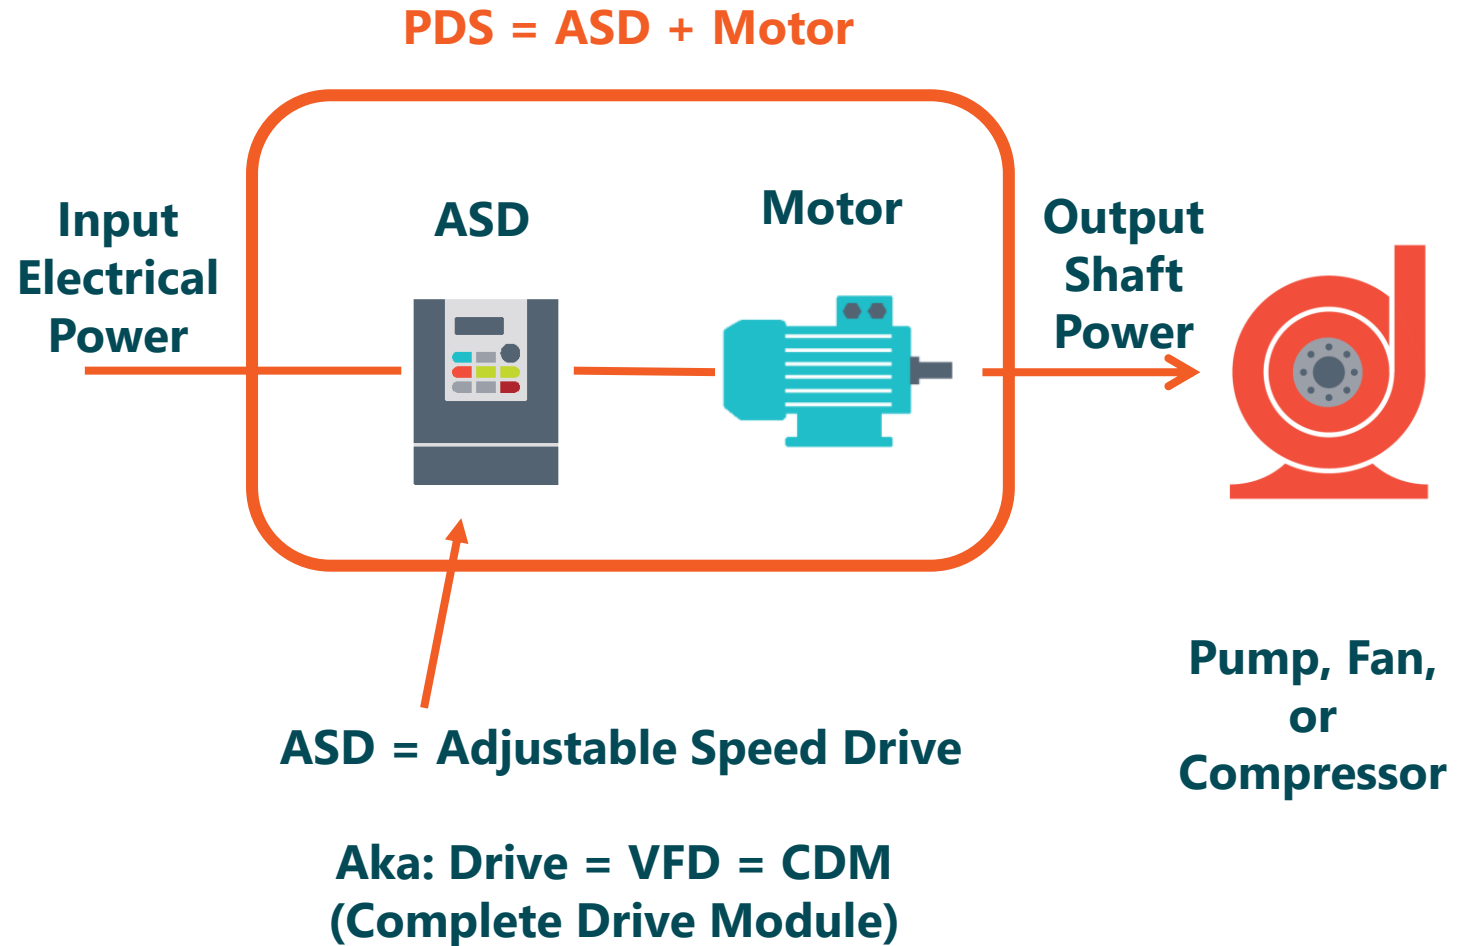 PDS = ASD + Motor
Input
Electrical
Power
ASD
Motor
Output
Shaft
Power
Pump, Fan,
or
Compressor
ASD = Adjustable Speed Drive
Aka: Drive = VFD = CDM
(Complete Drive Module)